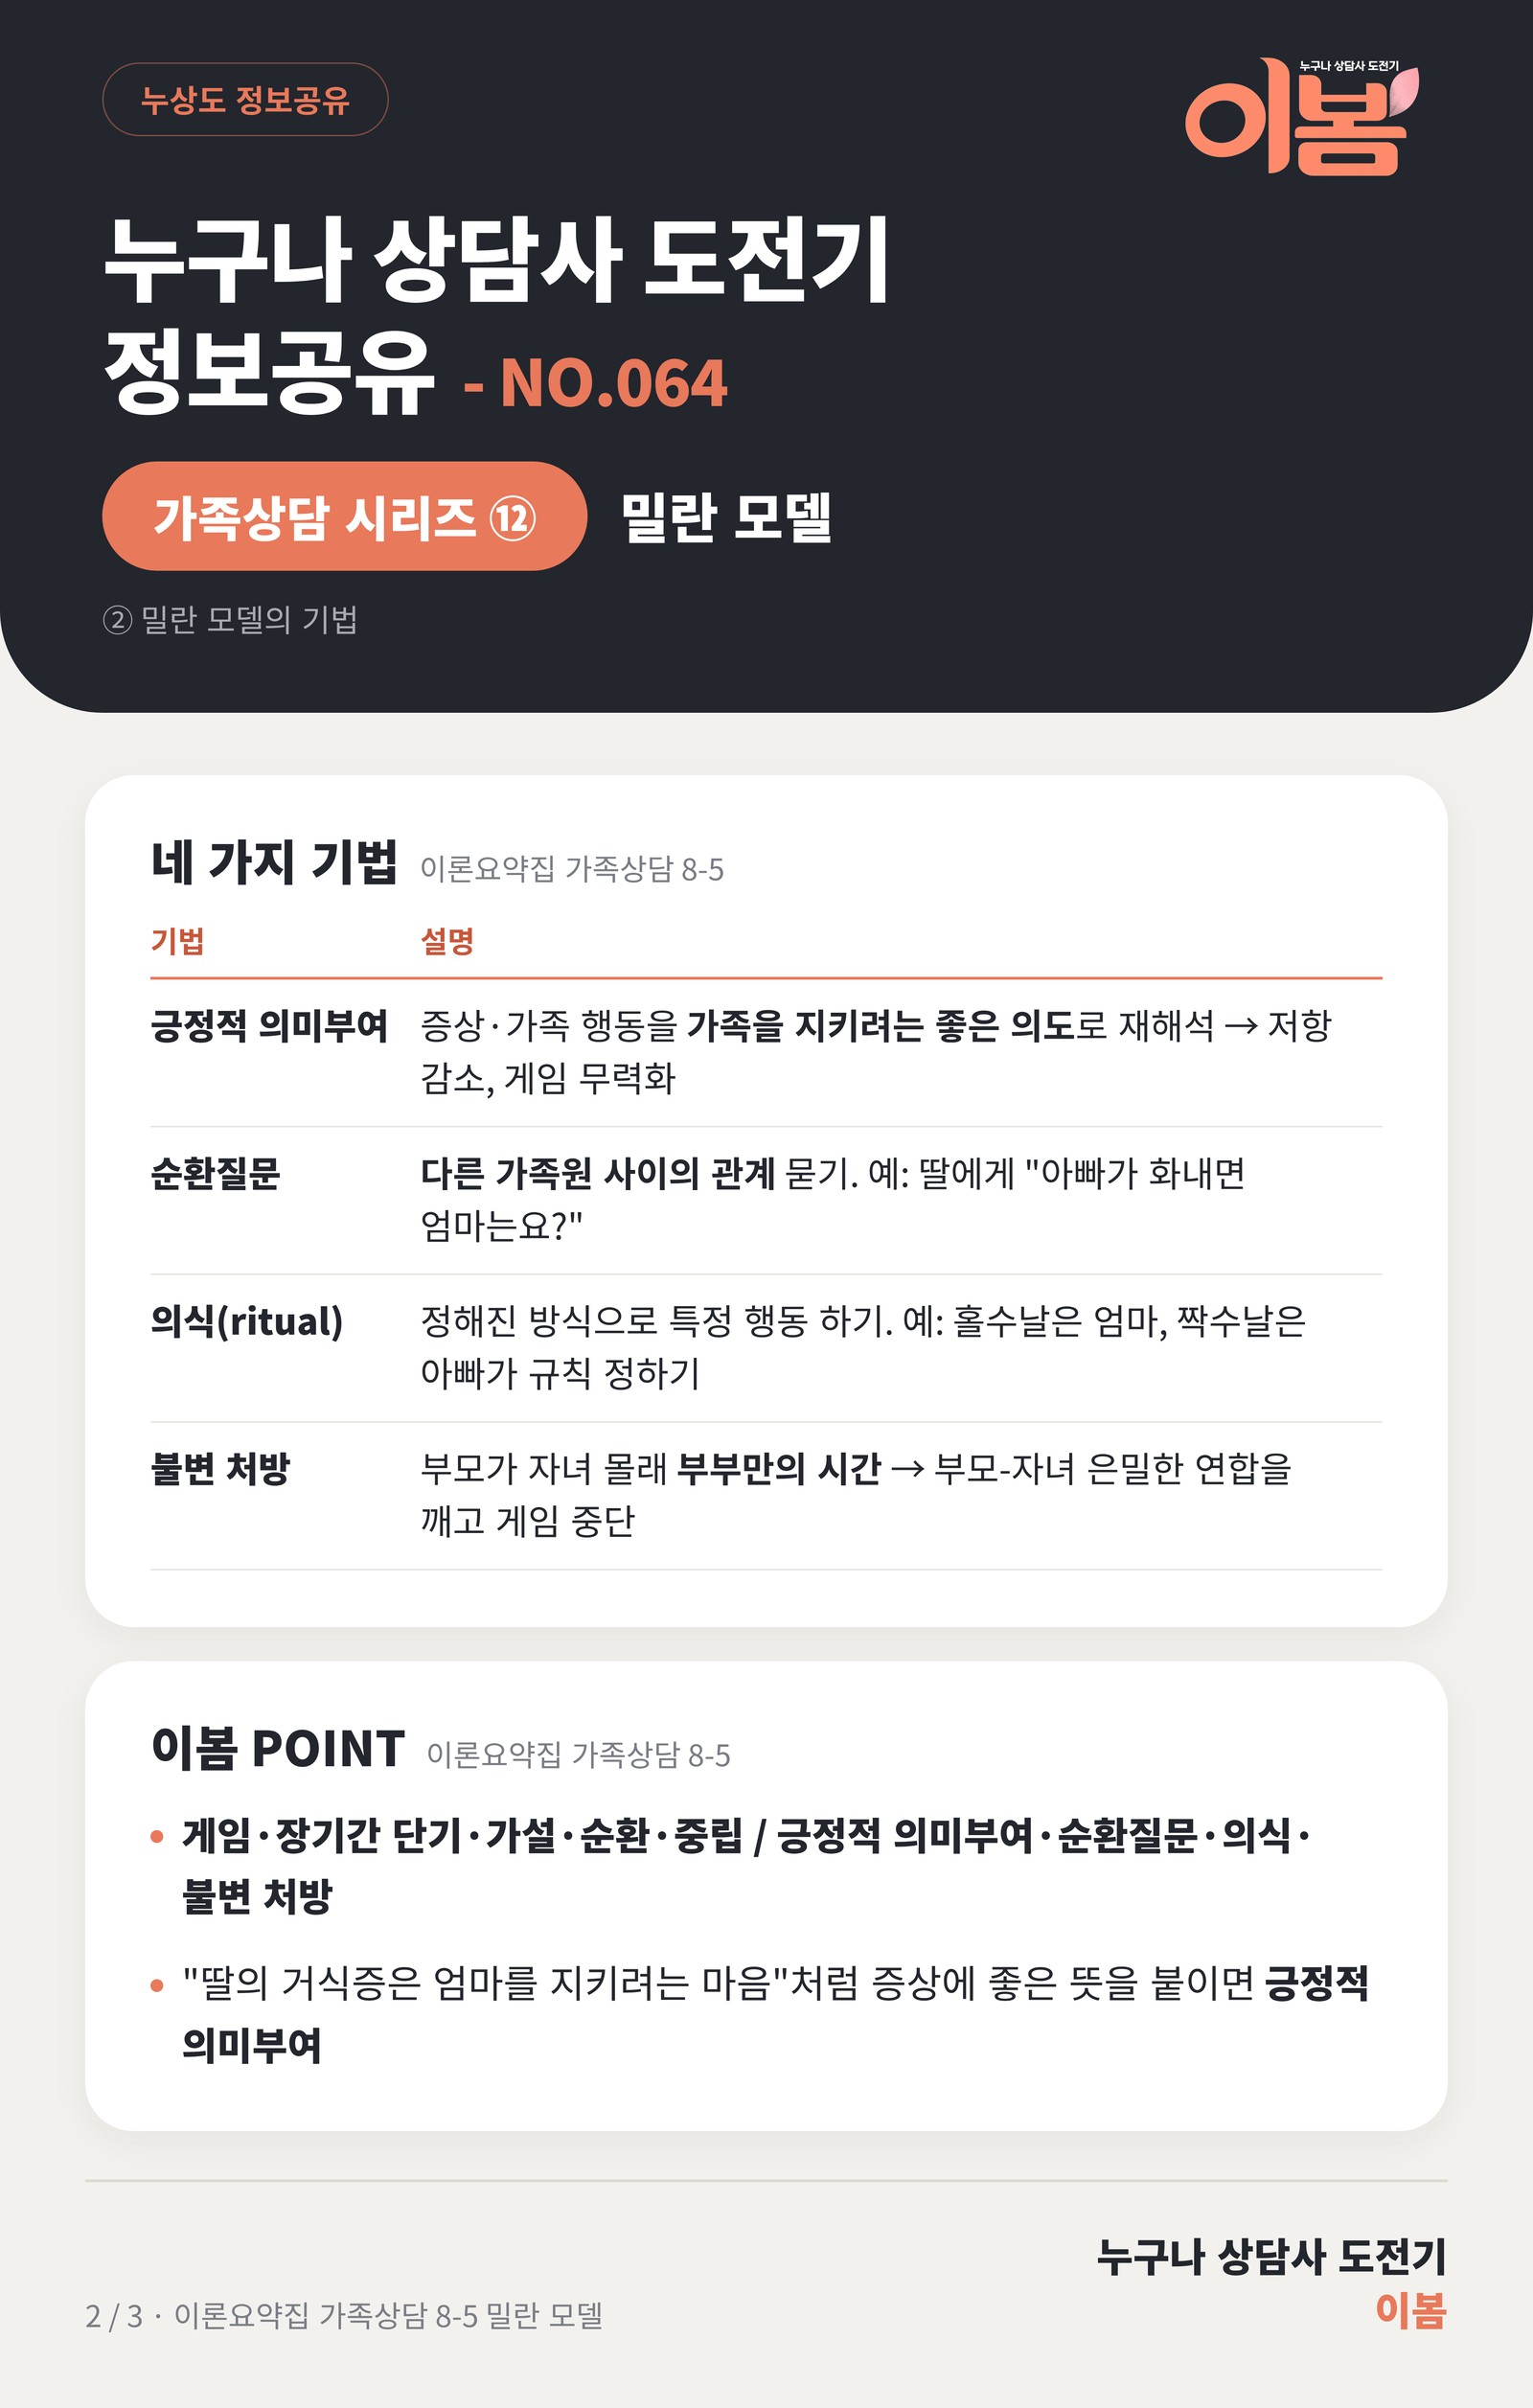 누상도 정보공유
누구나 상담사 도전기
이봄
누구나 상담사 도전기
정보공유 - NO.064
가족상담 시리즈 ⑫ 밀란 모델
② 밀란 모델의 기법
네 가지 기법 이론요약집 가족상담 8-5
기법 설명
긍정적 의미부여 증상·가족 행동을 가족을 지키려는 좋은 의도로 재해석 → 저항
감소, 게임 무력화
순환질문 다른 가족원 사이의 관계 묻기. 예: 딸에게 "아빠가 화내면
엄마는요?"
의식(ritual) 정해진 방식으로 특정 행동 하기. 예: 홀수날은 엄마, 짝수날은
아빠가 규칙 정하기
불변 처방 부모가 자녀 몰래 부부만의 시간 → 부모-자녀 은밀한 연합을
깨고 게임 중단
이봄 POINT 이론요약집 가족상담 8-5
• 게임·장기간 단기·가설·순환·중립 / 긍정적 의미부여·순환질문·의식·
불변 처방
• "딸의 거식증은 엄마를 지키려는 마음"처럼 증상에 좋은 뜻을 붙이면 긍정적
의미부여
누구나 상담사 도전기
2 / 3 · 이론요약집 가족상담 8-5 밀란 모델 이봄